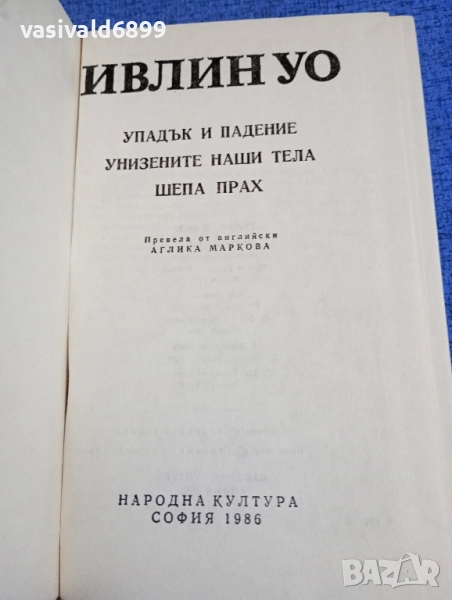 vasivald6899
ИВЛИН УО
УПАДЪК И ПАДЕНИЕ
УНИЗЕНИТЕ НАШИ ТЕЛА
ШЕПА ПРАХ
Превела от английски
АГЛИКА МАРКОВА
НАРОДНА КУЛТУРА
СОФИЯ 1986
BAZAR